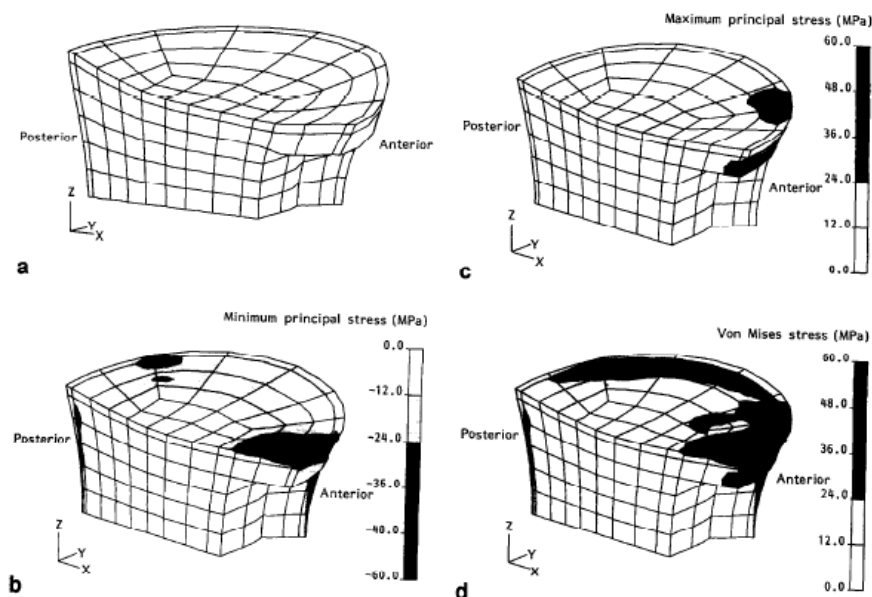 Posterior
Anterior
Z
Y
X
a
Maximum principal stress (MPa)
60.0
48.0
36.0
24.0
12.0
0.0
Posterior
Anterior
Z
Y
X
c
Minimum principal stress (MPa)
0.0
-12.0
-24.0
-36.0
-40.0
-60.0
Posterior
Anterior
Z
Y
X
b
Von Mises stress (MPa)
60.0
48.0
36.0
24.0
12.0
0.0
Posterior
Anterior
Z
Y
X
d